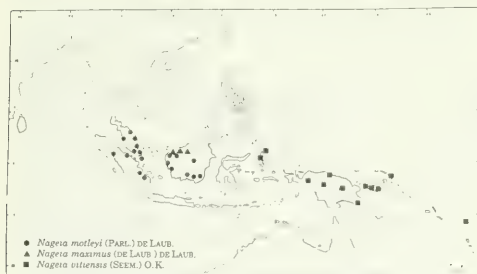 ● Nageia motleyi (PARL.) DE LAUB.
▲ Nageia maximus (DE LAUB) DE LAUB.
■ Nageia vitiensis (SEEM.) O.K.